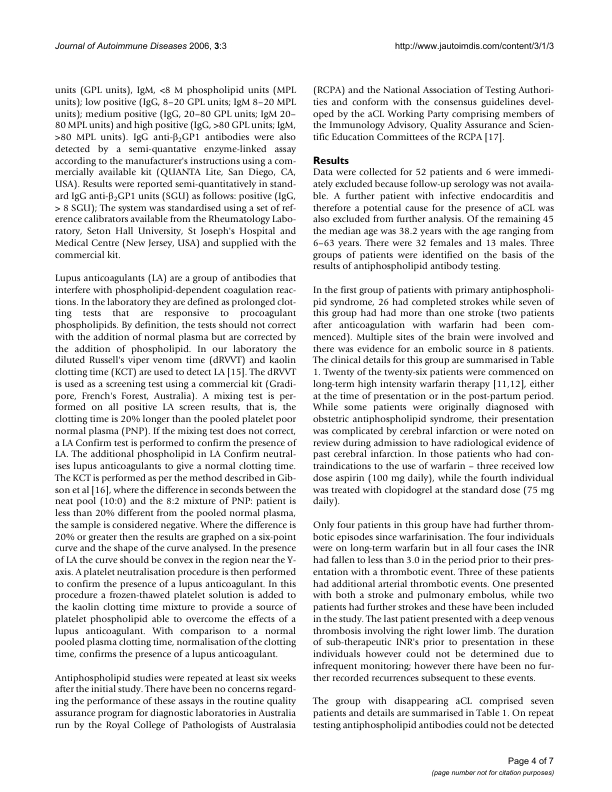 Journal of Autoimmune Diseases 2006, 3:3
http://www.jautoimdis.com/content/3/1/3
units (GPL units), IgM, <8 M phospholipid units (MPL
units); low positive (IgG, 8–20 GPL units; IgM 8–20 MPL
units); medium positive (IgG, 20–80 GPL units; IgM 20–
80 MPL units) and high positive (IgG, >80 GPL units; IgM,
>80 MPL units). IgG anti-β2GP1 antibodies were also
detected by a semi-quantative enzyme-linked assay
according to the manufacturer's instructions using a com-
mercially available kit (QUANTA Lite, San Diego, CA,
USA). Results were reported semi-quantitatively in stand-
ard IgG anti-β2GP1 units (SGU) as follows: positive (IgG,
> 8 SGU); The system was standardised using a set of ref-
erence calibrators available from the Rheumatology Labo-
ratory, Seton Hall University, St Joseph's Hospital and
Medical Centre (New Jersey, USA) and supplied with the
commercial kit.
Lupus anticoagulants (LA) are a group of antibodies that
interfere with phospholipid-dependent coagulation reac-
tions. In the laboratory they are defined as prolonged clot-
ting tests that are responsive to procoagulant
phospholipids. By definition, the tests should not correct
with the addition of normal plasma but are corrected by
the addition of phospholipid. In our laboratory the
diluted Russell's viper venom time (dRVVT) and kaolin
clotting time (KCT) are used to detect LA [15]. The dRVVT
is used as a screening test using a commercial kit (Gradi-
pore, French's Forest, Australia). A mixing test is per-
formed on all positive LA screen results, that is, the
clotting time is 20% longer than the pooled platelet poor
normal plasma (PNP). If the mixing test does not correct,
a LA Confirm test is performed to confirm the presence of
LA. The additional phospholipid in LA Confirm neutral-
ises lupus anticoagulants to give a normal clotting time.
The KCT is performed as per the method described in Gib-
son et al [16], where the difference in seconds between the
neat pool (10:0) and the 8:2 mixture of PNP: patient is
less than 20% different from the pooled normal plasma,
the sample is considered negative. Where the difference is
20% or greater then the results are graphed on a six-point
curve and the shape of the curve analysed. In the presence
of LA the curve should be convex in the region near the Y-
axis. A platelet neutralisation procedure is then performed
to confirm the presence of a lupus anticoagulant. In this
procedure a frozen-thawed platelet solution is added to
the kaolin clotting time mixture to provide a source of
platelet phospholipid able to overcome the effects of a
lupus anticoagulant. With comparison to a normal
pooled plasma clotting time, normalisation of the clotting
time, confirms the presence of a lupus anticoagulant.
Antiphospholipid studies were repeated at least six weeks
after the initial study. There have been no concerns regard-
ing the performance of these assays in the routine quality
assurance program for diagnostic laboratories in Australia
run by the Royal College of Pathologists of Australasia
(RCPA) and the National Association of Testing Authori-
ties and conform with the consensus guidelines devel-
oped by the aCL Working Party comprising members of
the Immunology Advisory, Quality Assurance and Scien-
tific Education Committees of the RCPA [17].
Results
Data were collected for 52 patients and 6 were immedi-
ately excluded because follow-up serology was not availa-
ble. A further patient with infective endocarditis and
therefore a potential cause for the presence of aCL was
also excluded from further analysis. Of the remaining 45
the median age was 38.2 years with the age ranging from
6–63 years. There were 32 females and 13 males. Three
groups of patients were identified on the basis of the
results of antiphospholipid antibody testing.
In the first group of patients with primary antiphospholi-
pid syndrome, 26 had completed strokes while seven of
this group had had more than one stroke (two patients
after anticoagulation with warfarin had been com-
menced). Multiple sites of the brain were involved and
there was evidence for an embolic source in 8 patients.
The clinical details for this group are summarised in Table
1. Twenty of the twenty-six patients were commenced on
long-term high intensity warfarin therapy [11,12], either
at the time of presentation or in the post-partum period.
While some patients were originally diagnosed with
obstetric antiphospholipid syndrome, their presentation
was complicated by cerebral infarction or were noted on
review during admission to have radiological evidence of
past cerebral infarction. In those patients who had con-
traindications to the use of warfarin – three received low
dose aspirin (100 mg daily), while the fourth individual
was treated with clopidogrel at the standard dose (75 mg
daily).
Only four patients in this group have had further throm-
botic episodes since warfarinisation. The four individuals
were on long-term warfarin but in all four cases the INR
had fallen to less than 3.0 in the period prior to their pres-
entation with a thrombotic event. Three of these patients
had additional arterial thrombotic events. One presented
with both a stroke and pulmonary embolus, while two
patients had further strokes and these have been included
in the study. The last patient presented with a deep venous
thrombosis involving the right lower limb. The duration
of sub-therapeutic INR's prior to presentation in these
individuals however could not be determined due to
infrequent monitoring; however there have been no fur-
ther recorded recurrences subsequent to these events.
The group with disappearing aCL comprised seven
patients and details are summarised in Table 1. On repeat
testing antiphospholipid antibodies could not be detected
Page 4 of 7
(page number not for citation purposes)